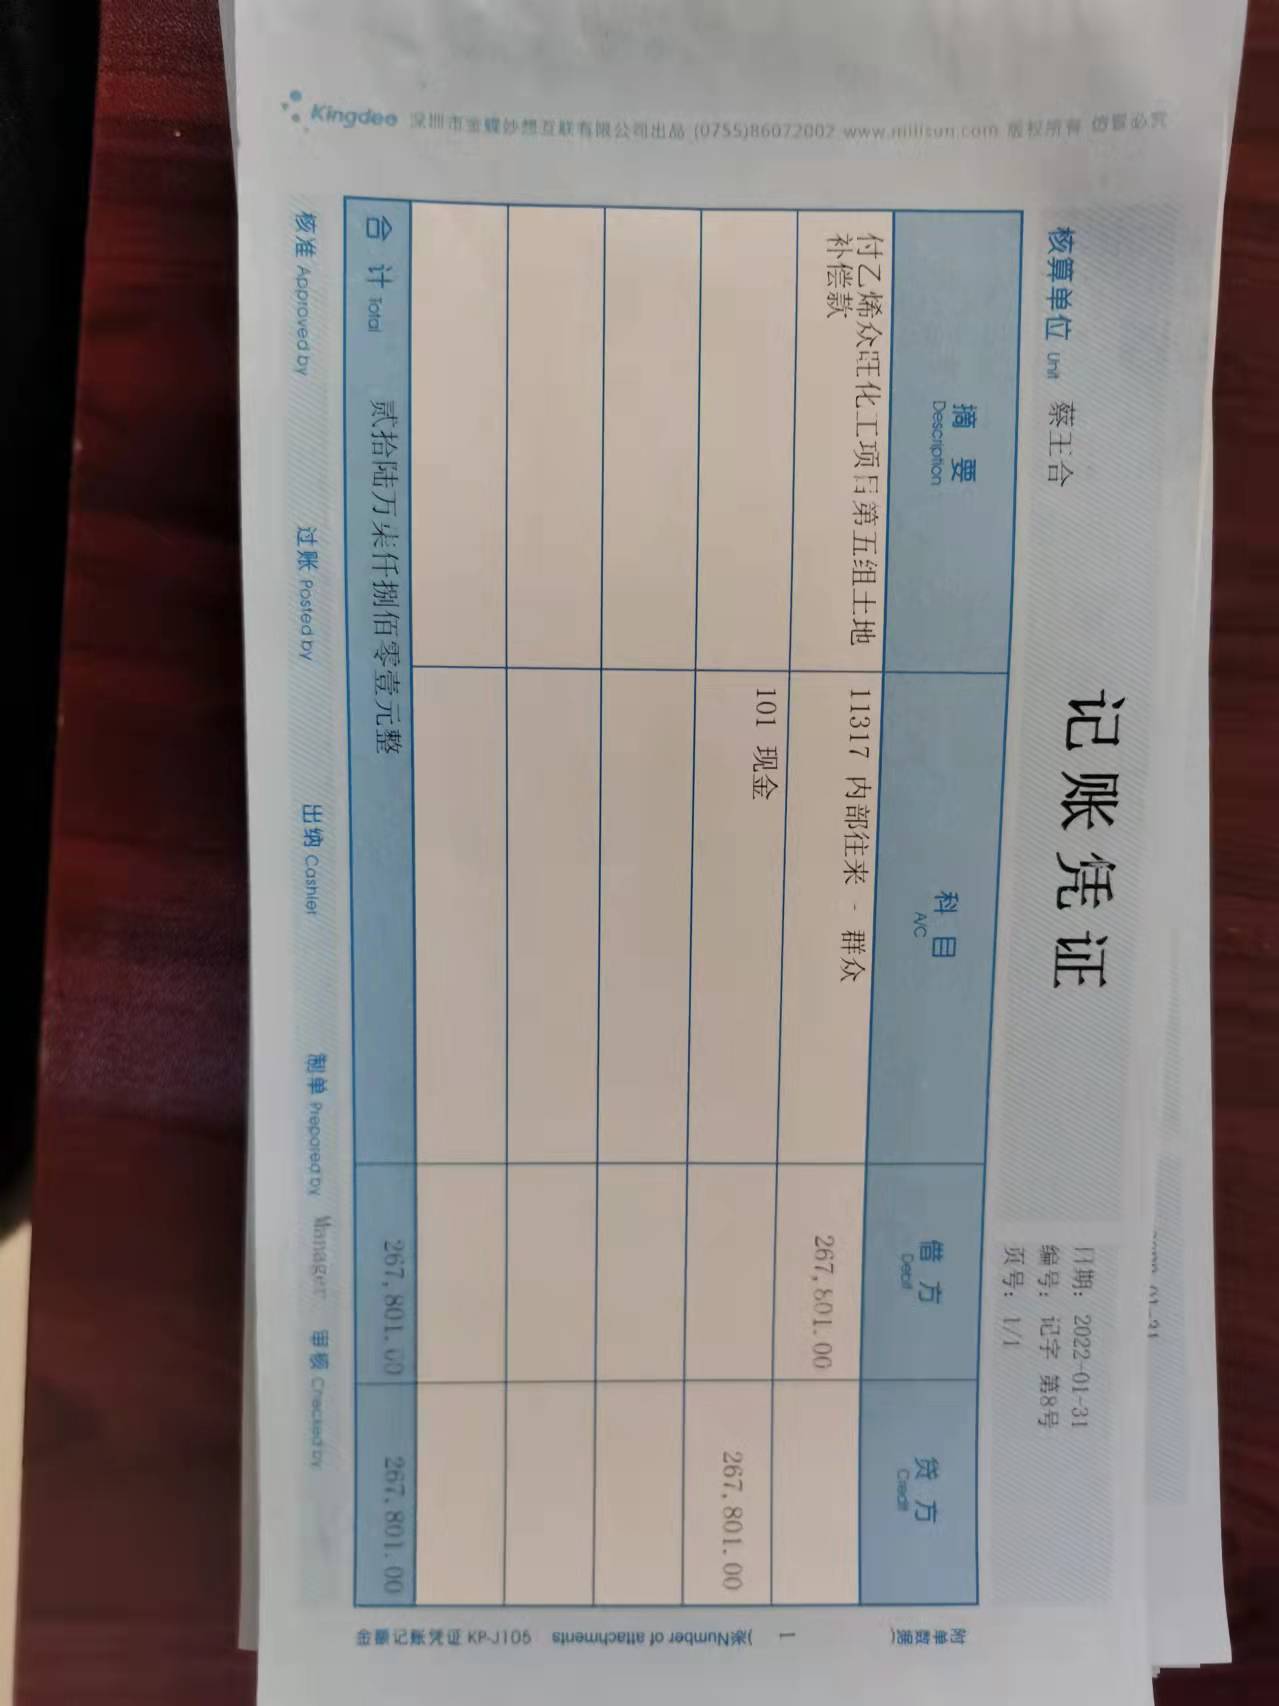 记账凭证
核算单位 Unit 蔡王合
日期: 2022-01-31
编号: 记字 第8号
页号: 1/1
摘 要 科 目 借 方 贷 方
Description A/C Debit Credit
付乙烯众旺化工项目第五组土地 11317 内部往来 - 群众 267,801.00
补偿款
101 现金 267,801.00
合 计 Total 贰拾陆万柒仟捌佰零壹元整 267,801.00 267,801.00
附单据数( 1 张)Number of attachments 金蝶记账凭证 KP-J105
核准 Approved by 过账 Posted by 出纳 Cashier 制单 Prepared by Manager 审核 Checked by
Kingdee 深圳市金蝶妙想互联有限公司出品 (0755)86072002 www.millisun.com 版权所有 仿冒必究